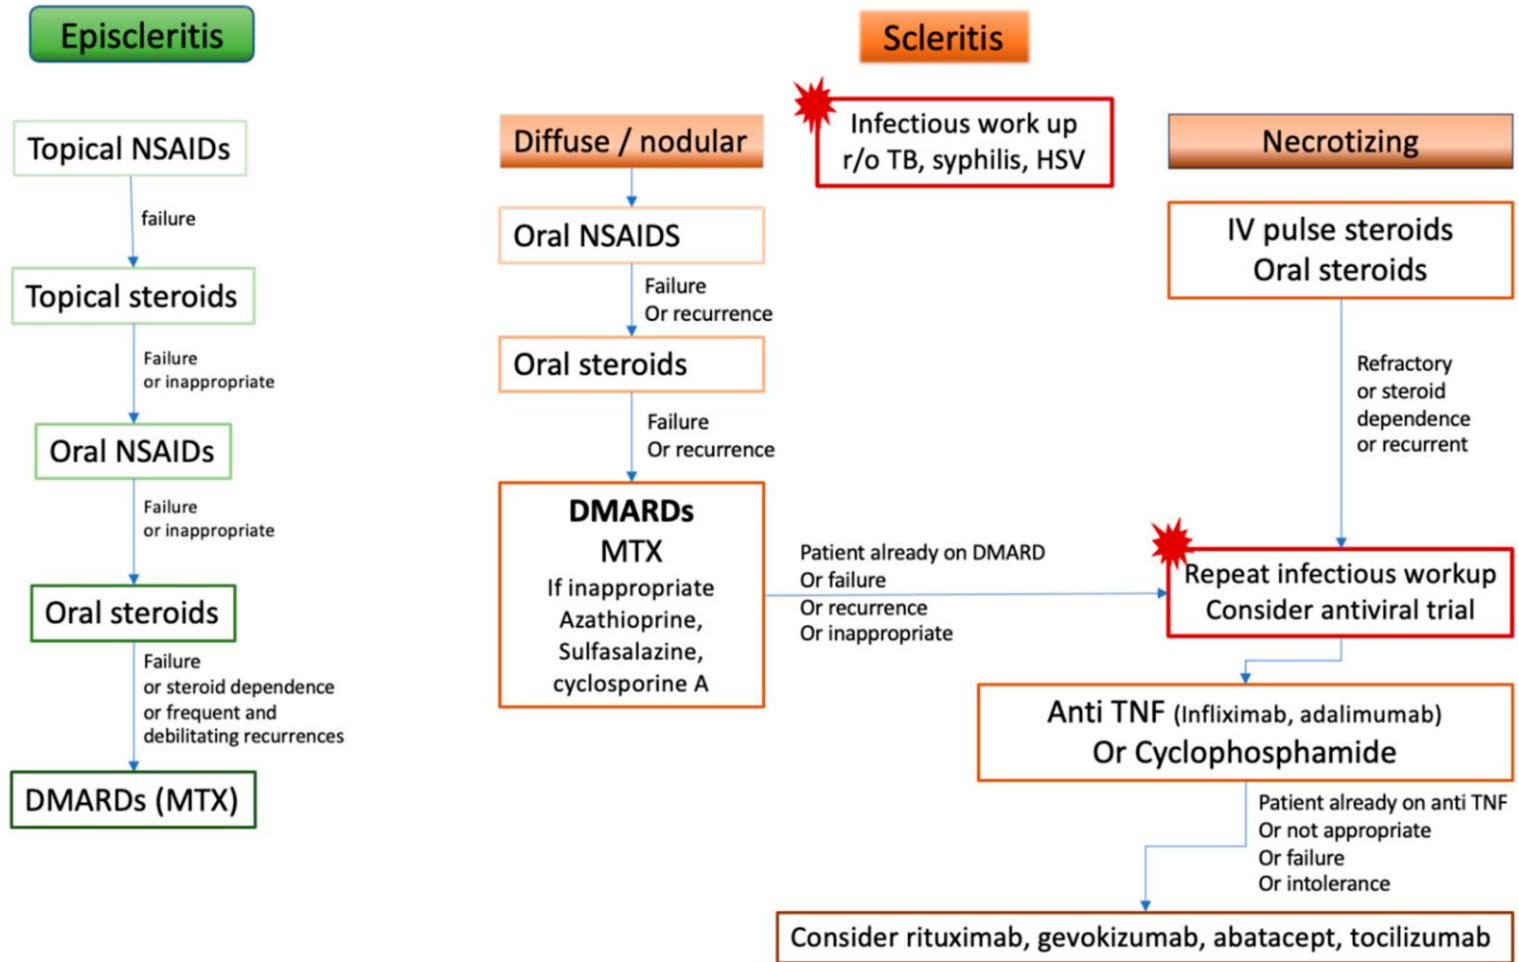 Episcleritis
Topical NSAIDs
failure
Topical steroids
Failure
or inappropriate
Oral NSAIDs
Failure
or inappropriate
Oral steroids
Failure
or steroid dependence
or frequent and
debilitating recurrences
DMARDs (MTX)
Scleritis
Infectious work up
r/o TB, syphilis, HSV
Diffuse / nodular
Oral NSAIDS
Failure
Or recurrence
Oral steroids
Failure
Or recurrence
DMARDs
MTX
If inappropriate
Azathioprine,
Sulfasalazine,
cyclosporine A
Patient already on DMARD
Or failure
Or recurrence
Or inappropriate
Necrotizing
IV pulse steroids
Oral steroids
Refractory
or steroid
dependence
or recurrent
Repeat infectious workup
Consider antiviral trial
Anti TNF (Infliximab, adalimumab)
Or Cyclophosphamide
Patient already on anti TNF
Or not appropriate
Or failure
Or intolerance
Consider rituximab, gevokizumab, abatacept, tocilizumab